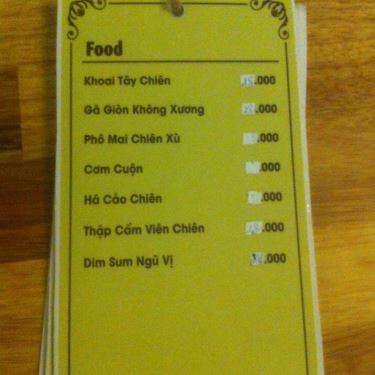 Food
Khoai Tây Chiên .000
Gà Giòn Không Xương .000
Phô Mai Chiên Xù .000
Cơm Cuộn .000
Há Cảo Chiên .000
Thập Cẩm Viên Chiên .000
Dim Sum Ngũ Vị .000